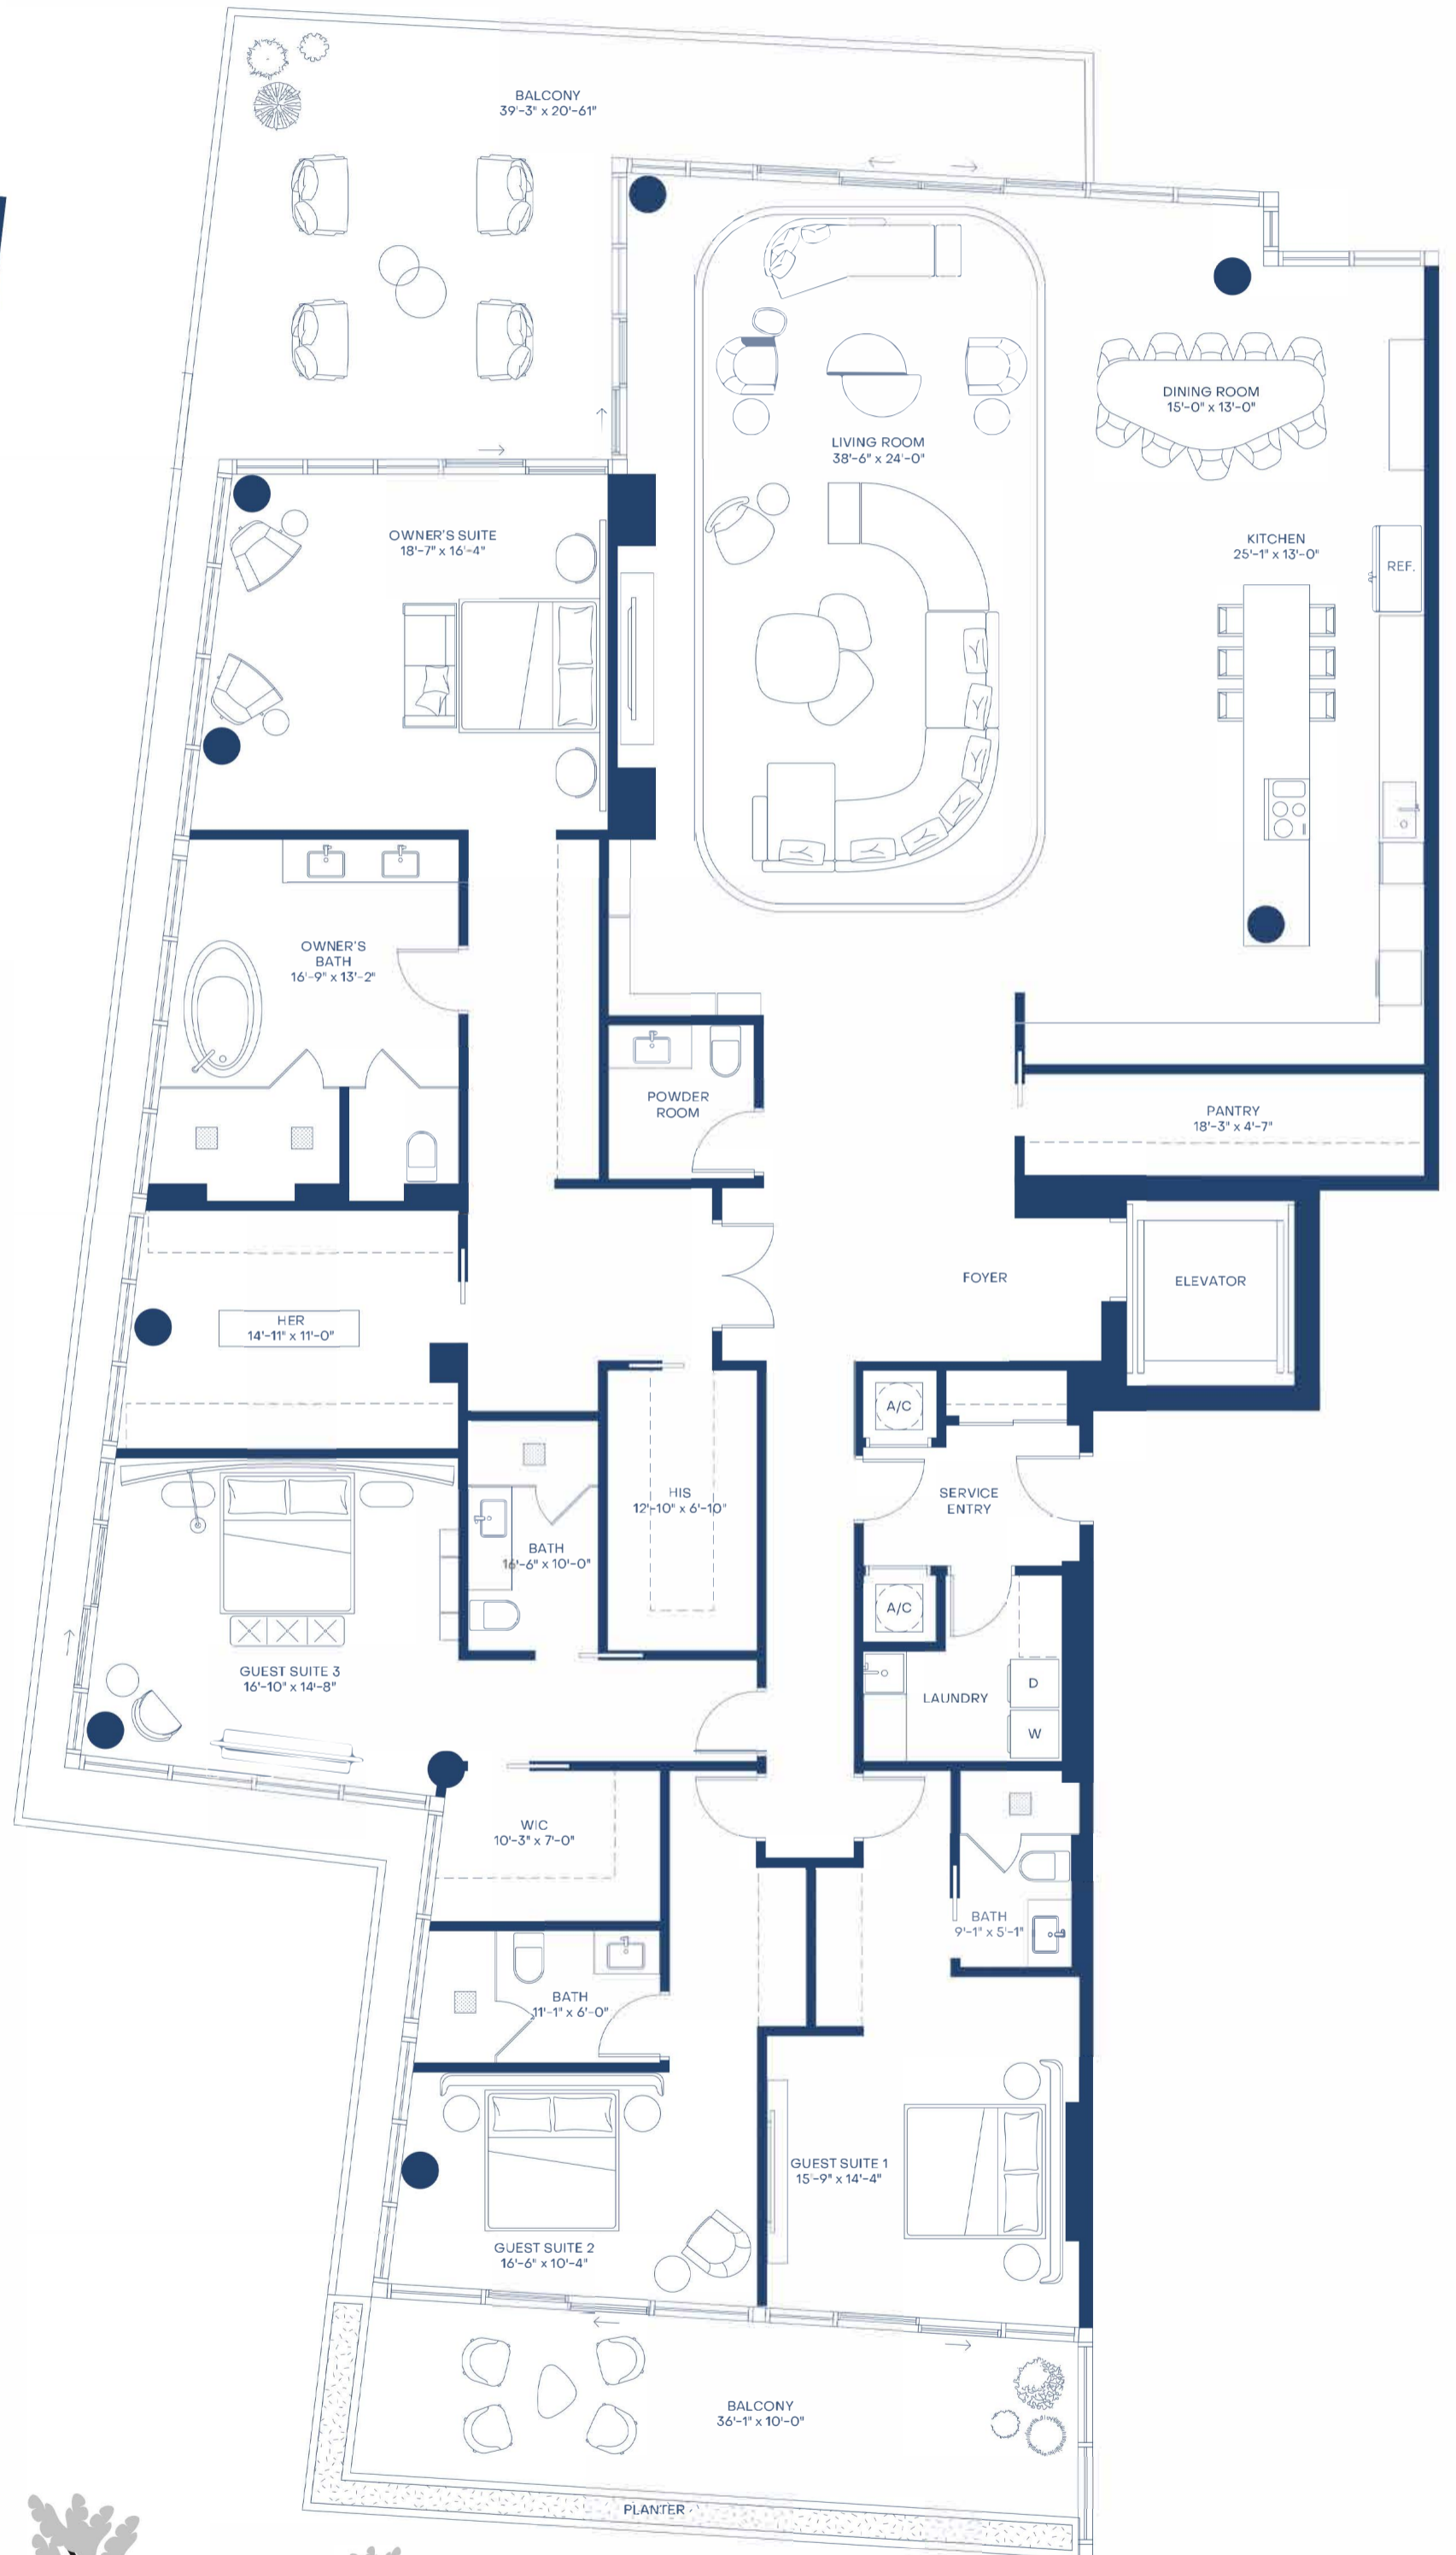 BALCONY
39'-3" x 20'-61"
DINING ROOM
15'-0" x 13'-0"
LIVING ROOM
38'-6" x 24'-0"
OWNER'S SUITE
18'-7" x 16'-4"
KITCHEN
25'-1" x 13'-0"
REF.
OWNER'S
BATH
16'-9" x 13'-2"
POWDER
ROOM
PANTRY
18'-3" x 4'-7"
FOYER
ELEVATOR
HER
14'-11" x 11'-0"
A/C
HIS
12'-10" x 6'-10"
SERVICE
ENTRY
BATH
16'-6" x 10'-0"
A/C
GUEST SUITE 3
16'-10" x 14'-8"
LAUNDRY
D
W
WIC
10'-3" x 7'-0"
BATH
9'-1" x 5'-1"
BATH
11'-1" x 6'-0"
GUEST SUITE 1
15'-9" x 14'-4"
GUEST SUITE 2
16'-6" x 10'-4"
BALCONY
36'-1" x 10'-0"
PLANTER